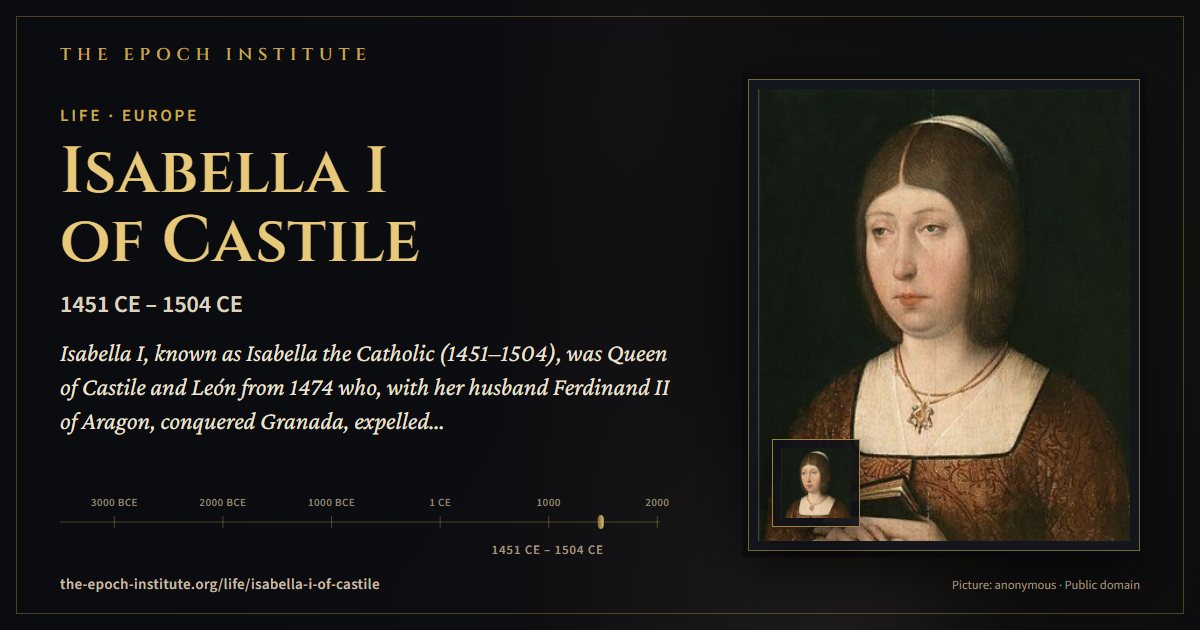 THE EPOCH INSTITUTE
LIFE · EUROPE
ISABELLA I
OF CASTILE
1451 CE – 1504 CE
Isabella I, known as Isabella the Catholic (1451–1504), was Queen
of Castile and León from 1474 who, with her husband Ferdinand II
of Aragon, conquered Granada, expelled...
3000 BCE 2000 BCE 1000 BCE 1 CE 1000 2000
1451 CE – 1504 CE
the-epoch-institute.org/life/isabella-i-of-castile
Picture: anonymous · Public domain